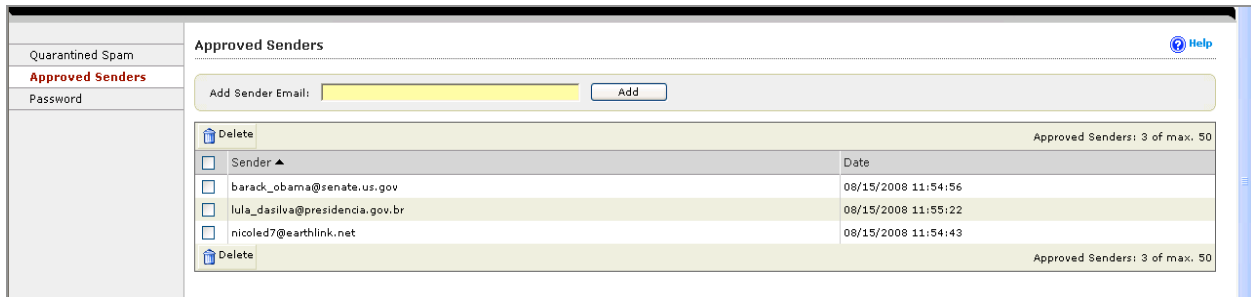 Quarantined Spam
Approved Senders
Password
Approved Senders
Help
Add Sender Email:
Add
Delete
Approved Senders: 3 of max. 50
Sender
Date
barack_obama@senate.us.gov 08/15/2008 11:54:56
lula_dasilva@presidencia.gov.br 08/15/2008 11:55:22
nicoled7@earthlink.net 08/15/2008 11:54:43
Delete
Approved Senders: 3 of max. 50